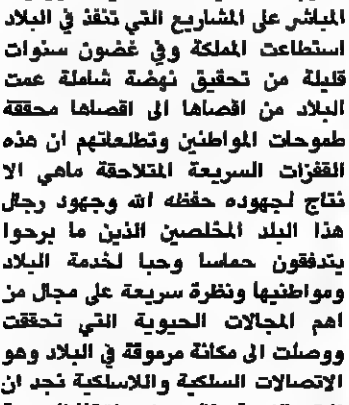 المباشر على المشاريع التي تنفذ في البلاد
استطاعت المملكة وفي غضون سنوات
قليلة من تحقيق نهضة شاملة عمت
البلاد من اقصاها الى اقصاها محققة
طموحات المواطنين وتطلعاتهم ان هذه
القفزات السريعة المتلاحقة ماهي الا
نتاج لجهوده حفظه الله وجهود رجال
هذا البلد المخلصين الذين ما برحوا
يتدفقون حماسا وحبا لخدمة البلاد
ومواطنيها ونظرة سريعة على مجال من
اهم المجالات الحيوية التي تحققت
ووصلت الى مكانة مرموقة في البلاد وهو
الاتصالات السلكية واللاسلكية نجد ان